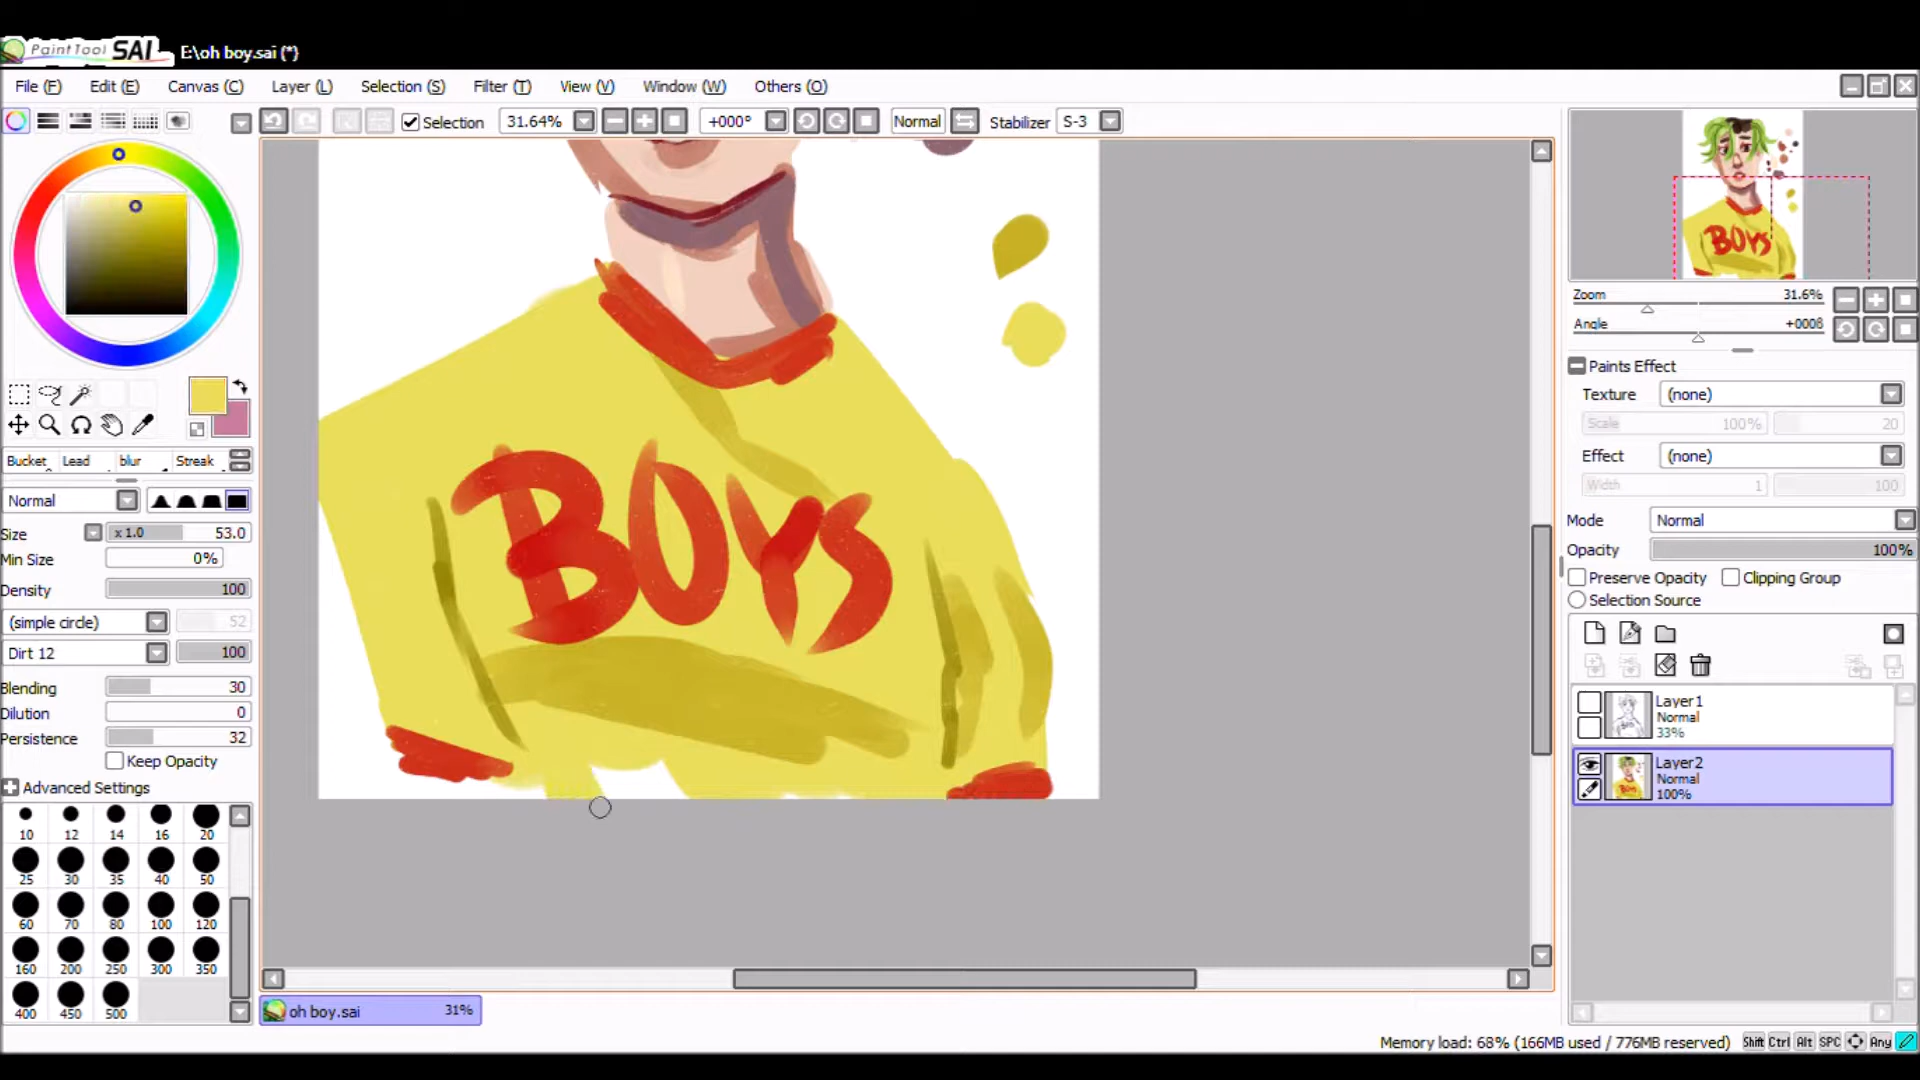 PaintTool SAI E:\oh boy.sai (*)
File (F) Edit (E) Canvas (C) Layer (L) Selection (S) Filter (T) View (V) Window (W) Others (O)
Selection 31.64% +000° Normal Stabilizer S-3
Bucket Lead blur Streak
Normal
Size x 1.0 53.0
Min Size 0%
Density 100
(simple circle) 52
Dirt 12 100
Blending 30
Dilution 0
Persistence 32
Keep Opacity
Advanced Settings
10 12 14 16 20
25 30 35 40 50
60 70 80 100 120
160 200 250 300 350
400 450 500
BOYS
oh boy.sai 31%
BOYS
Zoom 31.6%
Angle +000ß
Paints Effect
Texture (none)
Scale 100% 20
Effect (none)
Width 1 100
Mode Normal
Opacity 100%
Preserve Opacity Clipping Group
Selection Source
Layer1
Normal
33%
Layer2
Normal
100%
Memory load: 68% (166MB used / 776MB reserved) Shift Ctrl Alt SPC Any